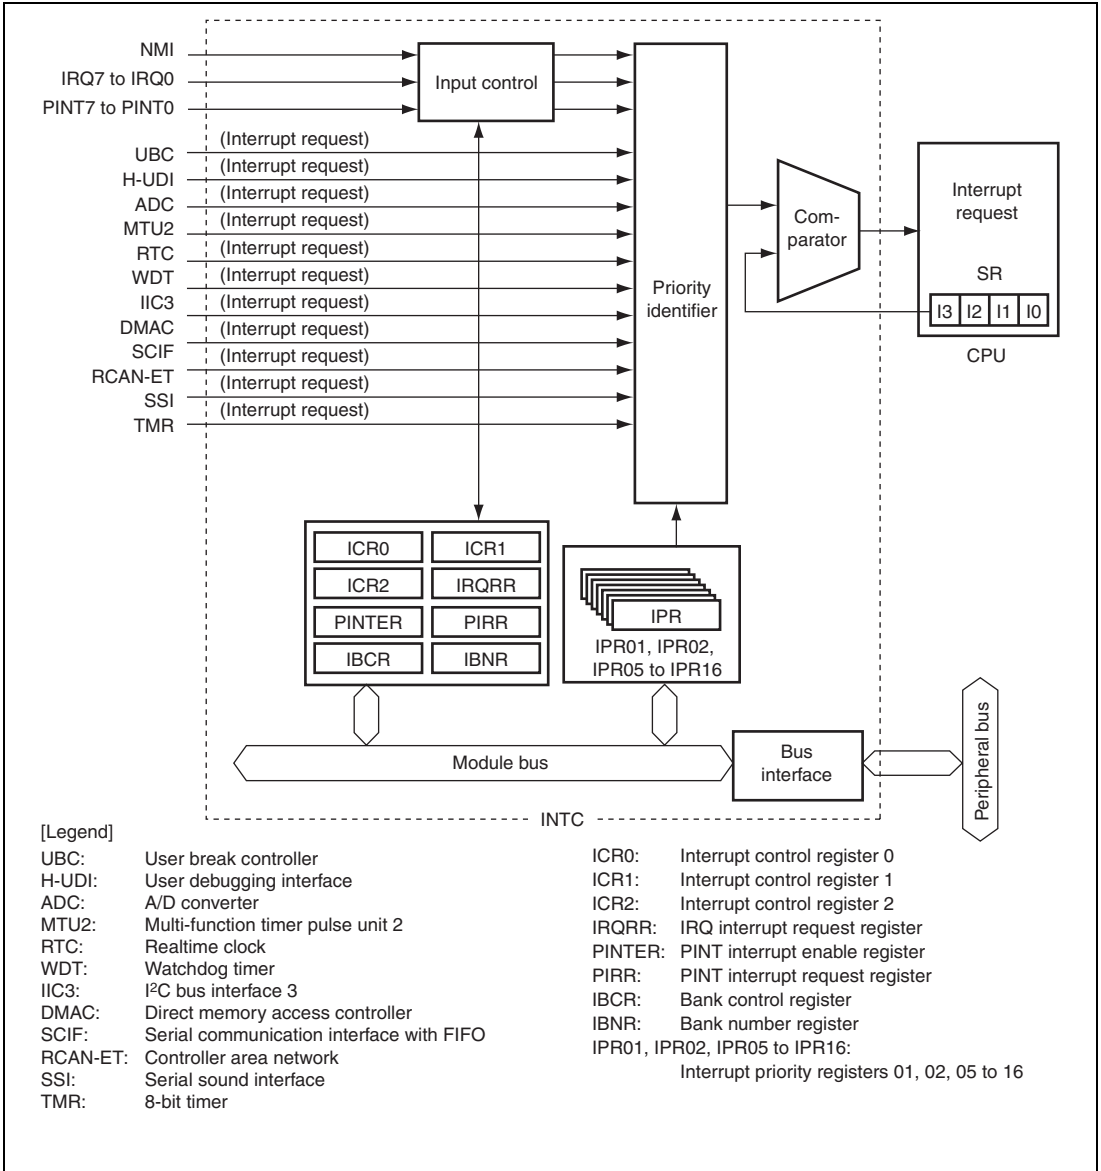 NMI
IRQ7 to IRQ0
PINT7 to PINT0
Input control
UBC
(Interrupt request)
H-UDI
(Interrupt request)
ADC
(Interrupt request)
MTU2
(Interrupt request)
RTC
(Interrupt request)
WDT
(Interrupt request)
IIC3
(Interrupt request)
DMAC
(Interrupt request)
SCIF
(Interrupt request)
RCAN-ET
(Interrupt request)
SSI
(Interrupt request)
TMR
(Interrupt request)
Priority
identifier
Com-
parator
Interrupt
request
SR
I3 I2 I1 I0
CPU
ICR0 ICR1
ICR2 IRQRR
PINTER PIRR
IBCR IBNR
IPR
IPR01, IPR02,
IPR05 to IPR16
Module bus
Bus
interface
Peripheral bus
INTC
[Legend]
UBC: User break controller
H-UDI: User debugging interface
ADC: A/D converter
MTU2: Multi-function timer pulse unit 2
RTC: Realtime clock
WDT: Watchdog timer
IIC3: I²C bus interface 3
DMAC: Direct memory access controller
SCIF: Serial communication interface with FIFO
RCAN-ET: Controller area network
SSI: Serial sound interface
TMR: 8-bit timer
ICR0: Interrupt control register 0
ICR1: Interrupt control register 1
ICR2: Interrupt control register 2
IRQRR: IRQ interrupt request register
PINTER: PINT interrupt enable register
PIRR: PINT interrupt request register
IBCR: Bank control register
IBNR: Bank number register
IPR01, IPR02, IPR05 to IPR16:
Interrupt priority registers 01, 02, 05 to 16